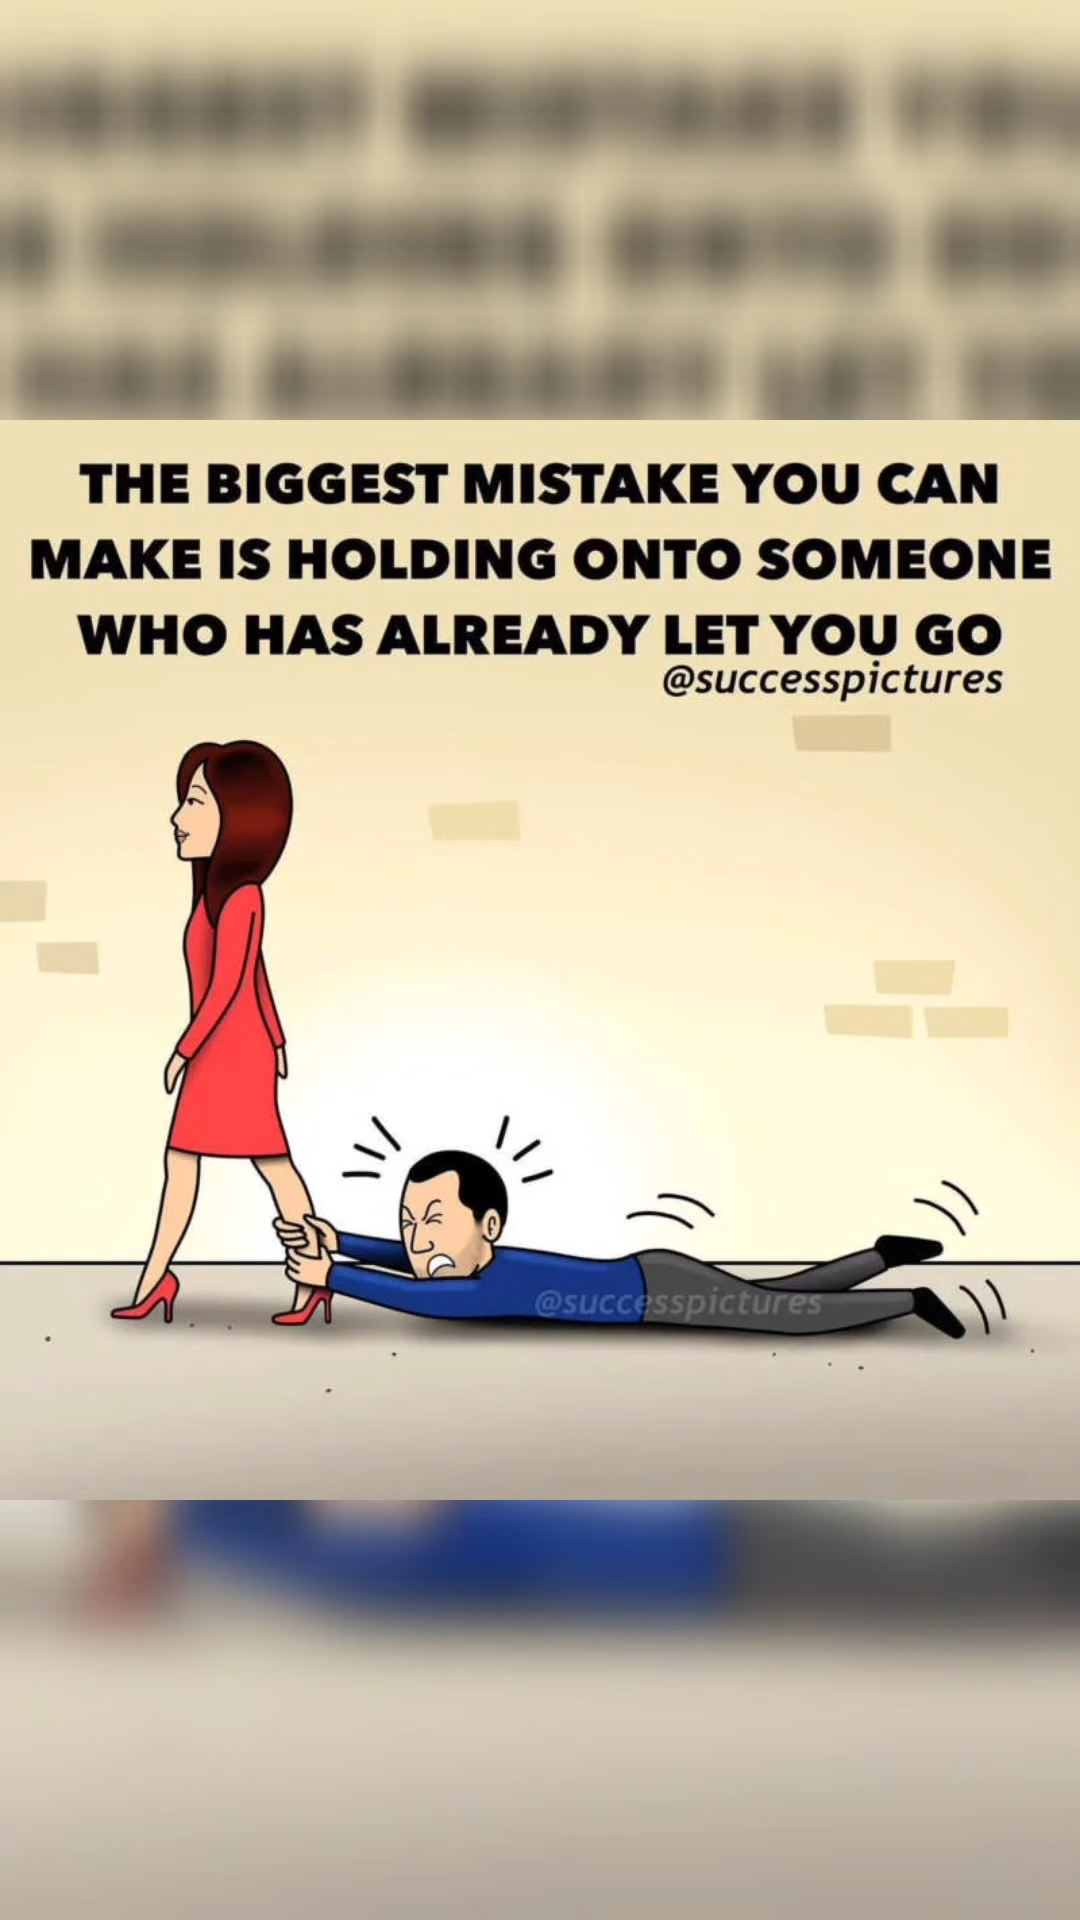 THE BIGGEST MISTAKE YOU CAN
MAKE IS HOLDING ONTO SOMEONE
WHO HAS ALREADY LET YOU GO
@successpictures
@successpictures